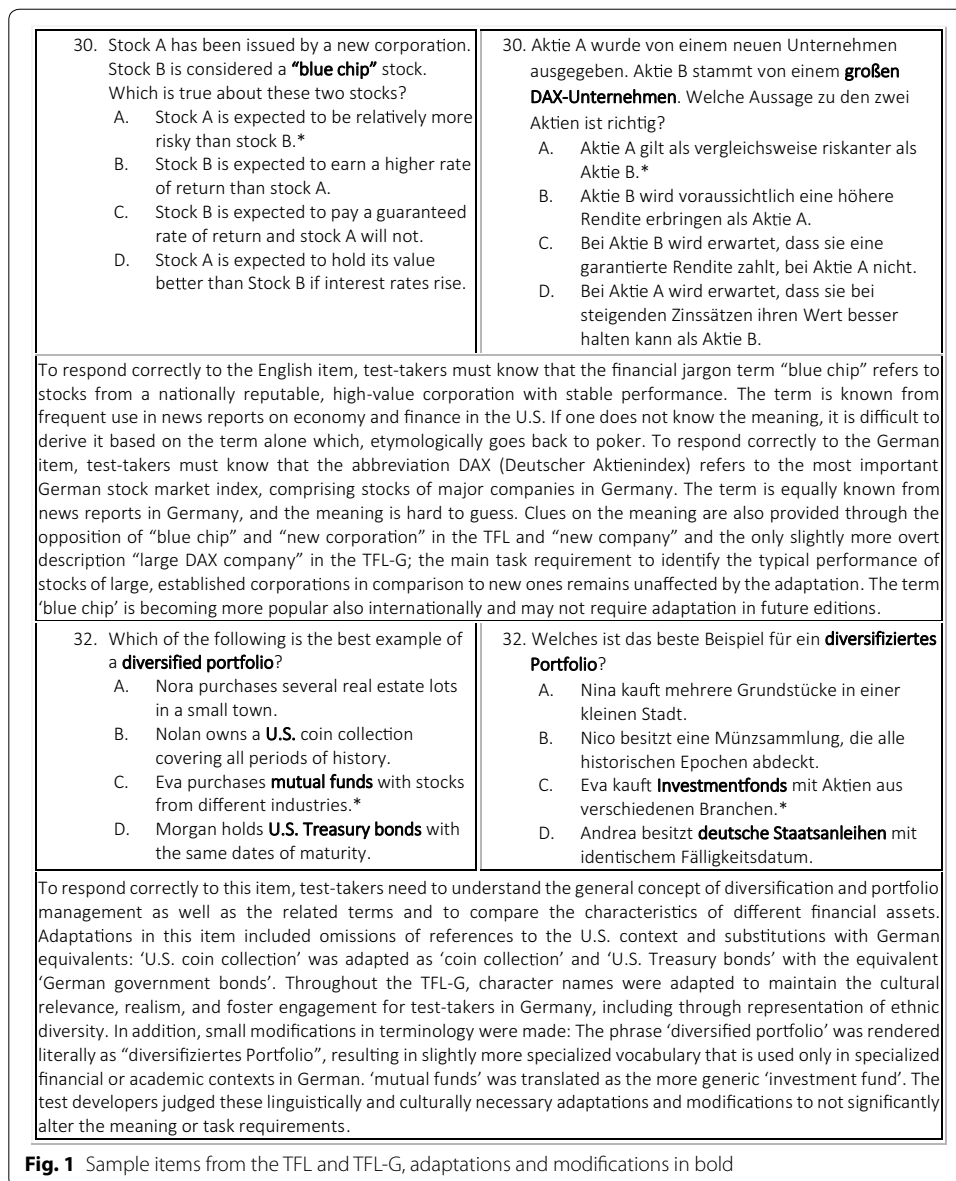 30. Stock A has been issued by a new corporation.
Stock B is considered a “blue chip” stock.
Which is true about these two stocks?
A. Stock A is expected to be relatively more
risky than stock B.*
B. Stock B is expected to earn a higher rate
of return than stock A.
C. Stock B is expected to pay a guaranteed
rate of return and stock A will not.
D. Stock A is expected to hold its value
better than Stock B if interest rates rise.
30. Aktie A wurde von einem neuen Unternehmen
ausgegeben. Aktie B stammt von einem großen
DAX-Unternehmen. Welche Aussage zu den zwei
Aktien ist richtig?
A. Aktie A gilt als vergleichsweise riskanter als
Aktie B.*
B. Aktie B wird voraussichtlich eine höhere
Rendite erbringen als Aktie A.
C. Bei Aktie B wird erwartet, dass sie eine
garantierte Rendite zahlt, bei Aktie A nicht.
D. Bei Aktie A wird erwartet, dass sie bei
steigenden Zinssätzen ihren Wert besser
halten kann als Aktie B.
To respond correctly to the English item, test-takers must know that the financial jargon term “blue chip” refers to
stocks from a nationally reputable, high-value corporation with stable performance. The term is known from
frequent use in news reports on economy and finance in the U.S. If one does not know the meaning, it is difficult to
derive it based on the term alone which, etymologically goes back to poker. To respond correctly to the German
item, test-takers must know that the abbreviation DAX (Deutscher Aktienindex) refers to the most important
German stock market index, comprising stocks of major companies in Germany. The term is equally known from
news reports in Germany, and the meaning is hard to guess. Clues on the meaning are also provided through the
opposition of “blue chip” and “new corporation” in the TFL and “new company” and the only slightly more overt
description “large DAX company” in the TFL-G; the main task requirement to identify the typical performance of
stocks of large, established corporations in comparison to new ones remains unaffected by the adaptation. The term
‘blue chip’ is becoming more popular also internationally and may not require adaptation in future editions.
32. Which of the following is the best example of
a diversified portfolio?
A. Nora purchases several real estate lots
in a small town.
B. Nolan owns a U.S. coin collection
covering all periods of history.
C. Eva purchases mutual funds with stocks
from different industries.*
D. Morgan holds U.S. Treasury bonds with
the same dates of maturity.
32. Welches ist das beste Beispiel für ein diversifiziertes
Portfolio?
A. Nina kauft mehrere Grundstücke in einer
kleinen Stadt.
B. Nico besitzt eine Münzsammlung, die alle
historischen Epochen abdeckt.
C. Eva kauft Investmentfonds mit Aktien aus
verschiedenen Branchen.*
D. Andrea besitzt deutsche Staatsanleihen mit
identischem Fälligkeitsdatum.
To respond correctly to this item, test-takers need to understand the general concept of diversification and portfolio
management as well as the related terms and to compare the characteristics of different financial assets.
Adaptations in this item included omissions of references to the U.S. context and substitutions with German
equivalents: ‘U.S. coin collection’ was adapted as ‘coin collection’ and ‘U.S. Treasury bonds’ with the equivalent
‘German government bonds’. Throughout the TFL-G, character names were adapted to maintain the cultural
relevance, realism, and foster engagement for test-takers in Germany, including through representation of ethnic
diversity. In addition, small modifications in terminology were made: The phrase ‘diversified portfolio’ was rendered
literally as “diversifiziertes Portfolio”, resulting in slightly more specialized vocabulary that is used only in specialized
financial or academic contexts in German. ‘mutual funds’ was translated as the more generic ‘investment fund’. The
test developers judged these linguistically and culturally necessary adaptations and modifications to not significantly
alter the meaning or task requirements.
Fig. 1 Sample items from the TFL and TFL-G, adaptations and modifications in bold